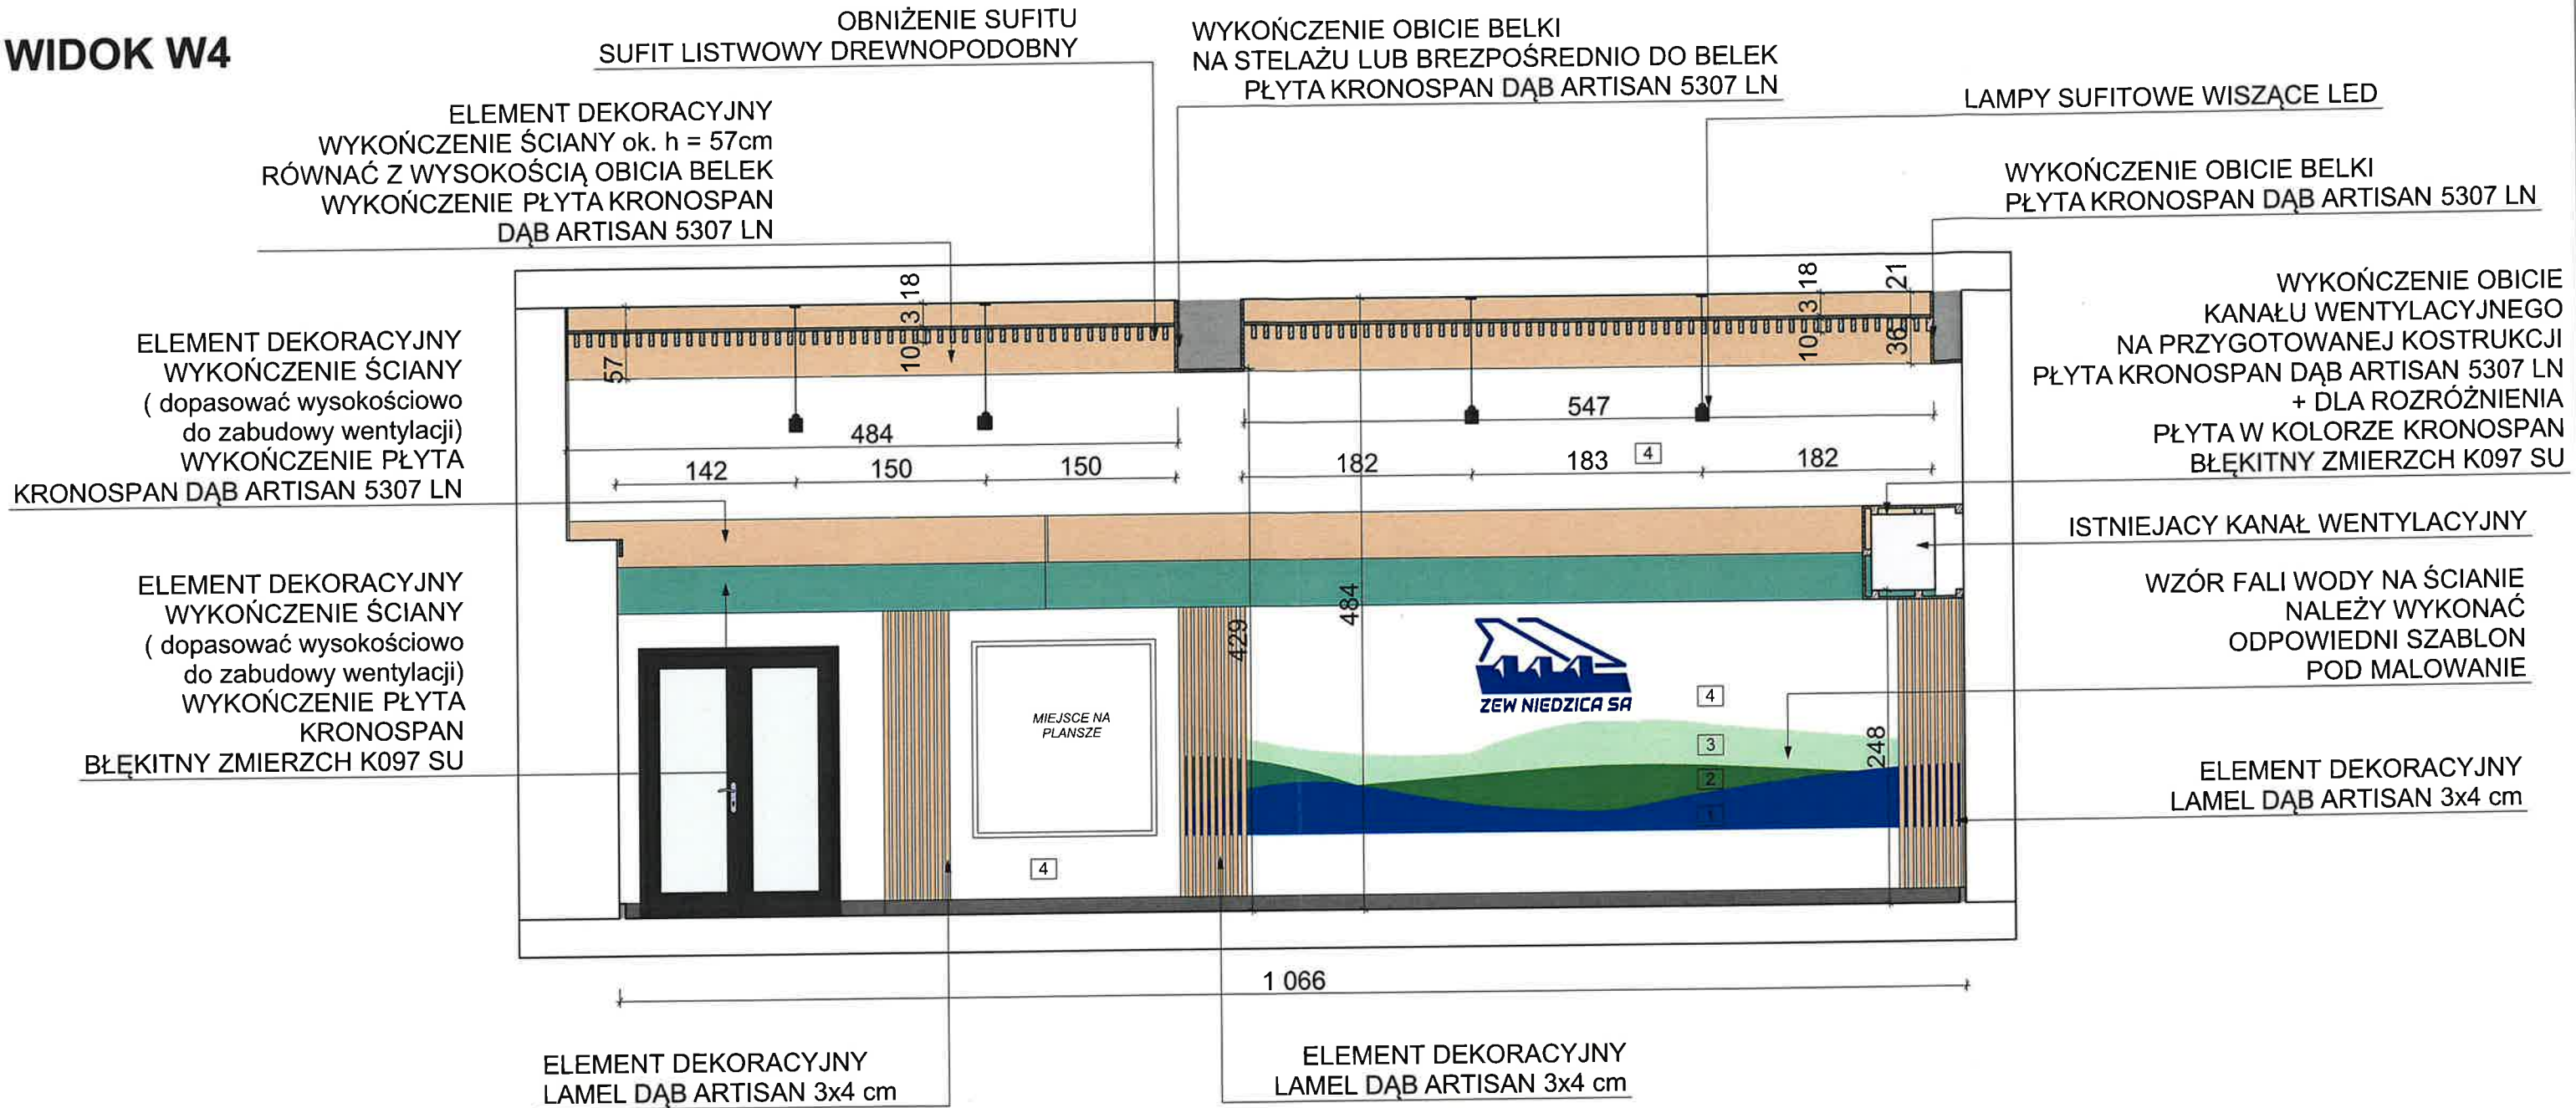 WIDOK W4
OBNIŻENIE SUFITU
SUFIT LISTWOWY DREWNOPODOBNY
WYKOŃCZENIE OBICIE BELKI
NA STELAŻU LUB BREZPOŚREDNIO DO BELEK
PŁYTA KRONOSPAN DĄB ARTISAN 5307 LN
LAMPY SUFITOWE WISZĄCE LED
ELEMENT DEKORACYJNY
WYKOŃCZENIE ŚCIANY ok. h = 57cm
RÓWNAĆ Z WYSOKOŚCIĄ OBICIA BELEK
WYKOŃCZENIE PŁYTA KRONOSPAN
DĄB ARTISAN 5307 LN
WYKOŃCZENIE OBICIE BELKI
PŁYTA KRONOSPAN DĄB ARTISAN 5307 LN
ELEMENT DEKORACYJNY
WYKOŃCZENIE ŚCIANY
( dopasować wysokościowo
do zabudowy wentylacji)
WYKOŃCZENIE PŁYTA
KRONOSPAN DĄB ARTISAN 5307 LN
WYKOŃCZENIE OBICIE
KANAŁU WENTYLACYJNEGO
NA PRZYGOTOWANEJ KOSTRUKCJI
PŁYTA KRONOSPAN DĄB ARTISAN 5307 LN
+ DLA ROZRÓŻNIENIA
PŁYTA W KOLORZE KRONOSPAN
BŁĘKITNY ZMIERZCH K097 SU
18
3
10
57
18
3
10
21
36
484
547
142
150
150
182
183
4
182
ISTNIEJACY KANAŁ WENTYLACYJNY
ELEMENT DEKORACYJNY
WYKOŃCZENIE ŚCIANY
( dopasować wysokościowo
do zabudowy wentylacji)
WYKOŃCZENIE PŁYTA
KRONOSPAN
BŁĘKITNY ZMIERZCH K097 SU
WZÓR FALI WODY NA ŚCIANIE
NALEŻY WYKONAĆ
ODPOWIEDNI SZABLON
POD MALOWANIE
484
429
248
ZEW NIEDZICA SA
MIEJSCE NA
PLANSZE
4
3
2
1
4
ELEMENT DEKORACYJNY
LAMEL DĄB ARTISAN 3x4 cm
1 066
ELEMENT DEKORACYJNY
LAMEL DĄB ARTISAN 3x4 cm
ELEMENT DEKORACYJNY
LAMEL DĄB ARTISAN 3x4 cm